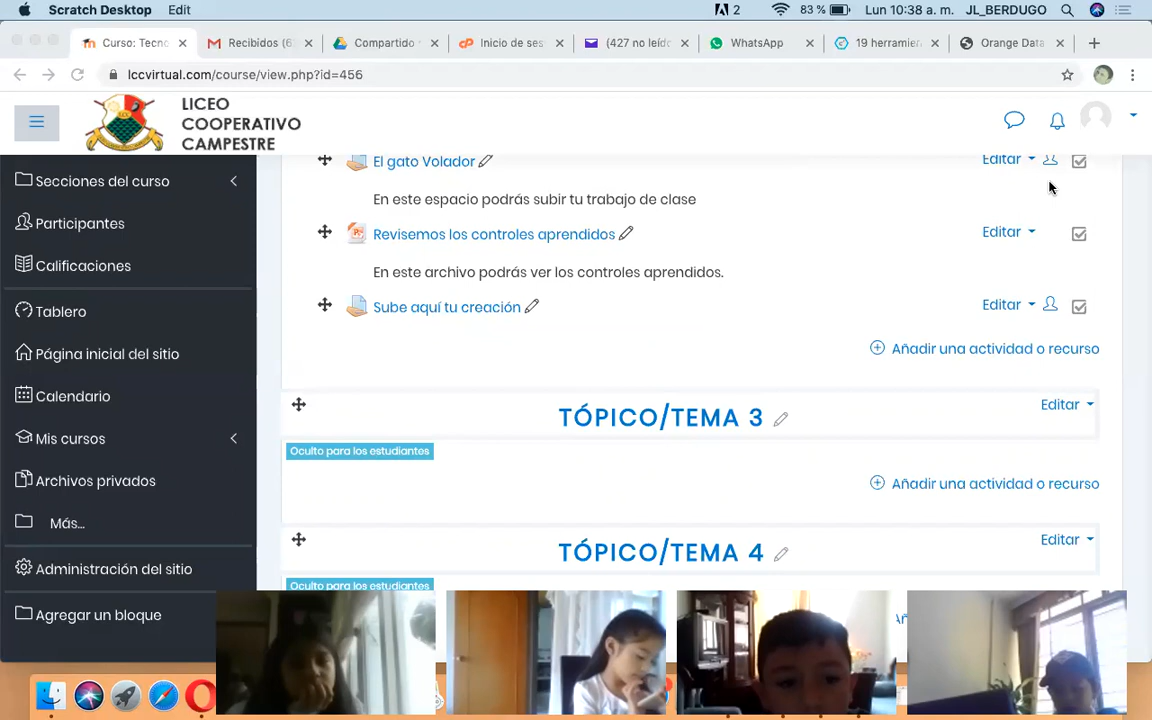 Scratch Desktop Edit 2 83 % Lun 10:38 a. m. JL_BERDUGO
Curso: Tecno Recibidos (6 Compartido Inicio de ses (427 no leído WhatsApp 19 herramier Orange Data
lccvirtual.com/course/view.php?id=456
LICEO
COOPERATIVO
CAMPESTRE
Secciones del curso
Participantes
Calificaciones
Tablero
Página inicial del sitio
Calendario
Mis cursos
Archivos privados
Más...
Administración del sitio
Agregar un bloque
El gato Volador Editar
En este espacio podrás subir tu trabajo de clase
Revisemos los controles aprendidos Editar
En este archivo podrás ver los controles aprendidos.
Sube aquí tu creación Editar
Añadir una actividad o recurso
TÓPICO/TEMA 3 Editar
Oculto para los estudiantes
Añadir una actividad o recurso
TÓPICO/TEMA 4 Editar
Oculto para los estudiantes